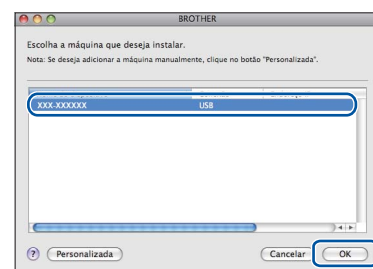 BROTHER
Escolha a máquina que deseja instalar.
Nota: Se deseja adicionar a máquina manualmente, clique no botão "Personalizada".
XXX-XXXXXX USB
? Personalizada Cancelar OK